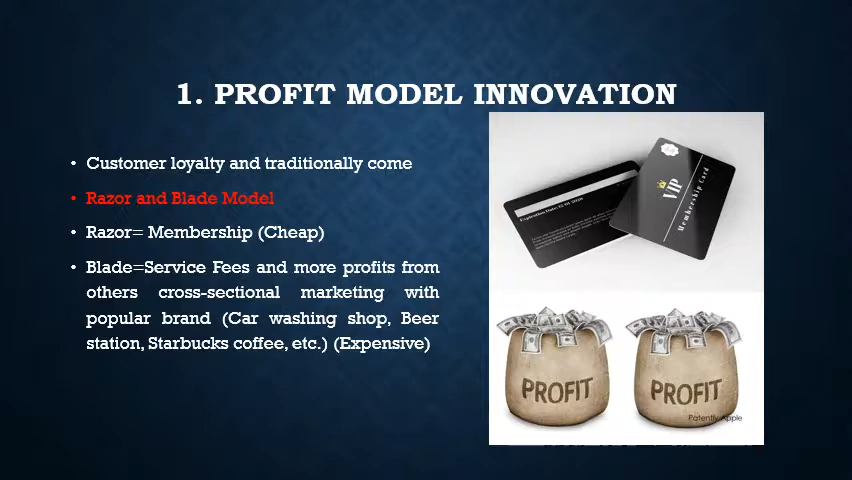 1. PROFIT MODEL INNOVATION
• Customer loyalty and traditionally come
• Razor and Blade Model
• Razor= Membership (Cheap)
• Blade=Service Fees and more profits from
others cross-sectional marketing with
popular brand (Car washing shop, Beer
station, Starbucks coffee, etc.) (Expensive)
VIP
Membership Card
PROFIT
PROFIT
Patently Apple